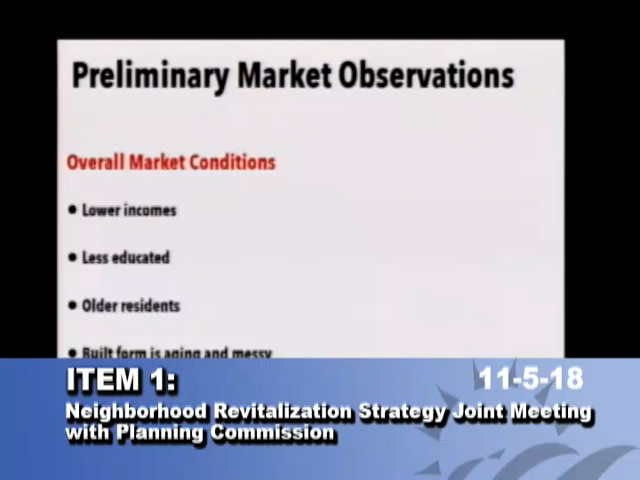 Preliminary Market Observations
Overall Market Conditions
• Lower incomes
• Less educated
• Older residents
• Built form is aging and messy
ITEM 1:
11-5-18
Neighborhood Revitalization Strategy Joint Meeting
with Planning Commission